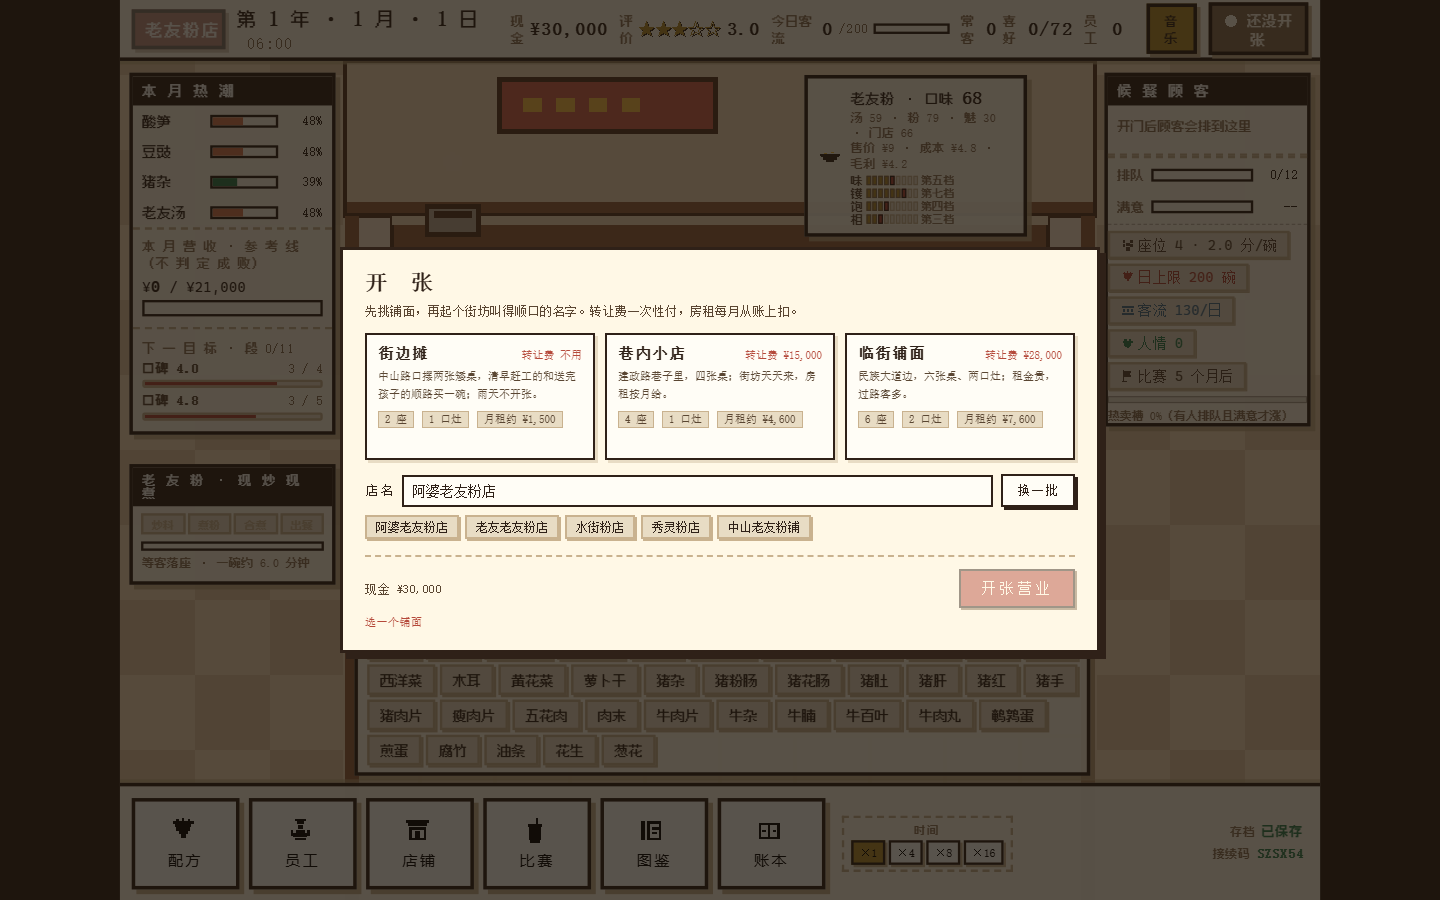 老友粉店
第 1 年 · 1 月 · 1 日
06:00
现金 ¥30,000
评价 3.0
今日客流 0 /200
常客 0
喜好 0/72
员工 0
音乐
还没开张
本月热潮
酸笋 48%
豆豉 48%
猪杂 39%
老友汤 48%
本月营收 · 参考线
(不判定成败)
¥0 / ¥21,000
下一目标 · 段 0/11
口碑 4.0 3 / 4
口碑 4.8 3 / 5
老友粉 · 现炒现煮
等客落座 · 一碗约 6.0 分钟
老友粉 · 口味 68
汤 59 · 粉 79 · 魅 30
· 门店 66
售价 ¥9 · 成本 ¥4.8 ·
毛利 ¥4.2
味 第五档
镬 第七档
饱 第四档
相 第三档
候餐顾客
开门后顾客会排到这里
排队 0/12
满意 --
座位 4 · 2.0 分/碗
日上限 200 碗
客流 130/日
人情 0
比赛 5 个月后
热卖榜 0%(有人排队且满意才涨)
开 张
先挑铺面，再起个街坊叫得顺口的名字。转让费一次性付，房租每月从账上扣。
街边摊 转让费 不用
中山路口摆两张矮桌，清早赶工的和送完
孩子的顺路买一碗；雨天不开张。
2 座 1 口灶 月租约 ¥1,500
巷内小店 转让费 ¥15,000
建政路巷子里，四张桌；街坊天天来，房
租按月给。
4 座 1 口灶 月租约 ¥4,600
临街铺面 转让费 ¥28,000
民族大道边，六张桌、两口灶；租金贵，
过路客多。
6 座 2 口灶 月租约 ¥7,600
店名 阿婆老友粉店 换一批
阿婆老友粉店 老友老友粉店 水街粉店 秀灵粉店 中山老友粉铺
现金 ¥30,000
开张营业
选一个铺面
西洋菜 木耳 黄花菜 萝卜干 猪杂 猪粉肠 猪花肠 猪肚 猪肝 猪红 猪手
猪肉片 瘦肉片 五花肉 肉末 牛肉片 牛杂 牛腩 牛百叶 牛肉丸 鹌鹑蛋
煎蛋 腐竹 油条 花生 葱花
配方 员工 店铺 比赛 图鉴 账本
时间
×1 ×4 ×8 ×16
存档 已保存
接续码 SZSX54